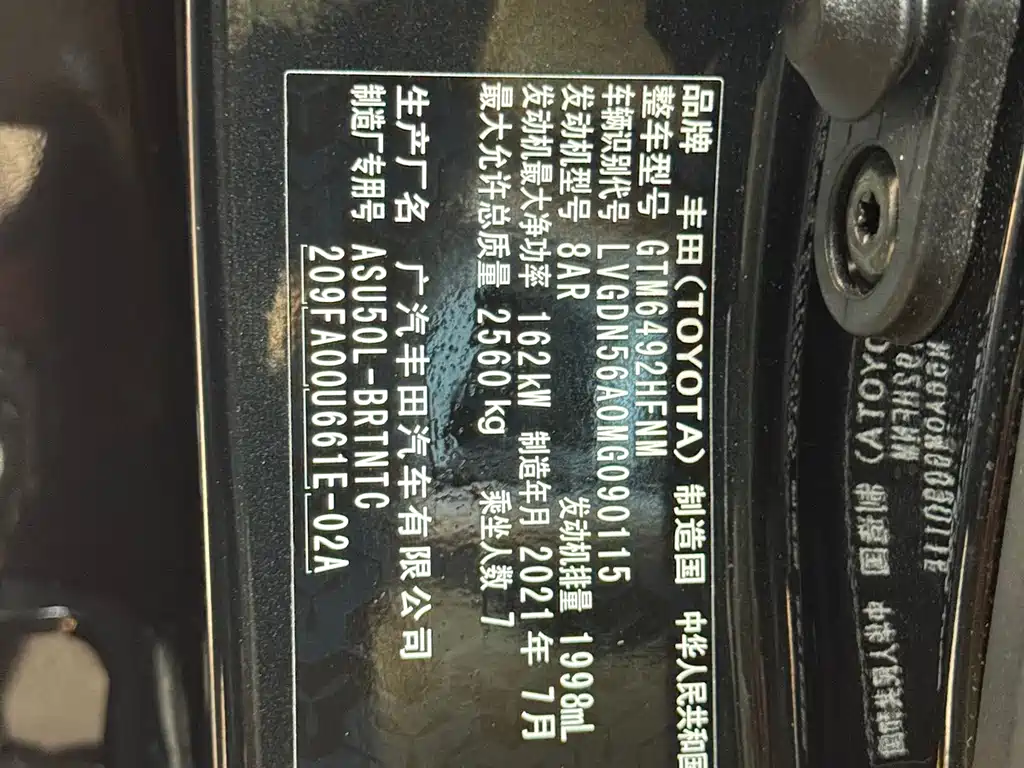 品牌 丰田(TOYOTA) 制造国 中华人民共和国
整车型号 GTM6492HFNM
车辆识别代号 LVGDN56A0MG090115
发动机型号 8AR 发动机排量 1998mL
发动机最大净功率 162kW 制造年月 2021年 7月
最大允许总质量 2560 kg 乘坐人数 7
生产厂名 广汽丰田汽车有限公司
制造厂专用号 ASU50L-BRTNTC
209FA00U661E-02A